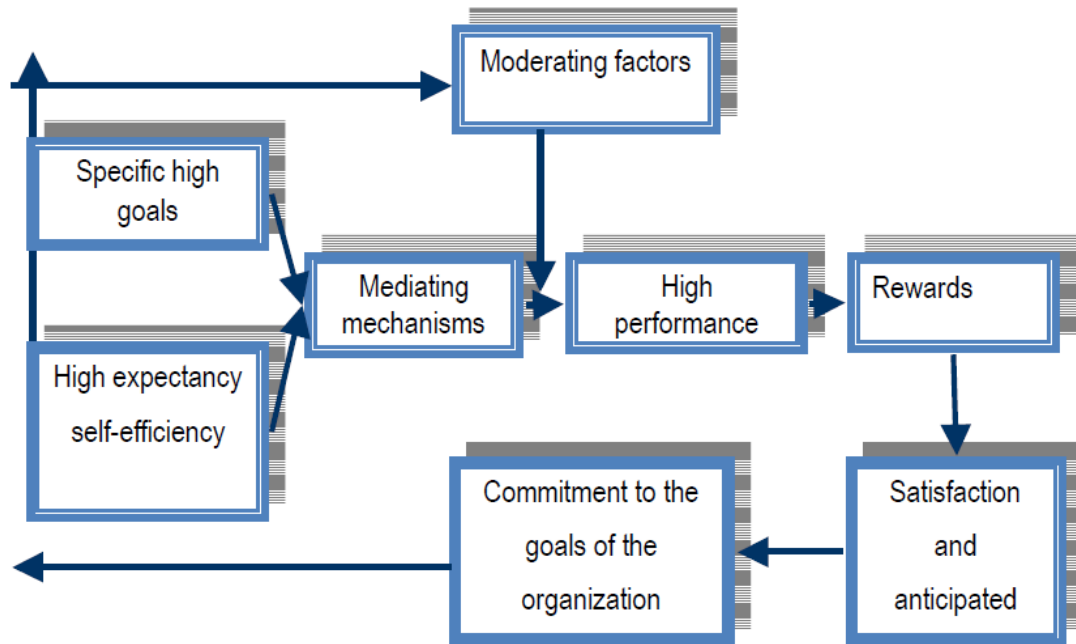 Moderating factors
Specific high
goals
Mediating
mechanisms
High
performance
Rewards
High expectancy
self-efficiency
Commitment to the
goals of the
organization
Satisfaction
and
anticipated